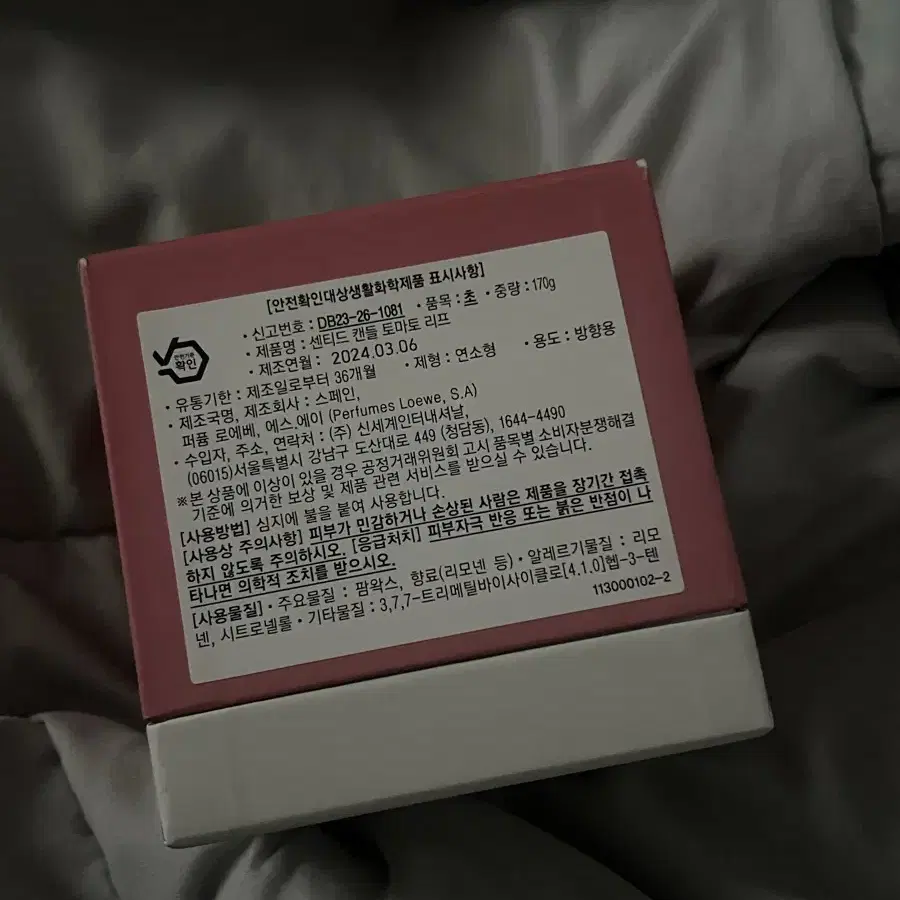 [안전확인대상생활화학제품 표시사항]
• 신고번호 : DB23-26-1081 • 품목 : 초 • 중량 : 170g
• 제품명 : 센티드 캔들 토마토 리프
• 제조연월 : 2024.03.06 • 제형 : 연소형 • 용도 : 방향용
안전기준
확인
• 유통기한 : 제조일로부터 36개월
• 제조국명, 제조회사 : 스페인,
퍼퓸 로에베, 에스.에이 (Perfumes Loewe, S.A)
• 수입자, 주소, 연락처 : (주) 신세계인터내셔날,
(06015)서울특별시 강남구 도산대로 449 (청담동), 1644-4490
※본 상품에 이상이 있을 경우 공정거래위원회 고시 품목별 소비자분쟁해결
기준에 의거한 보상 및 제품 관련 서비스를 받으실 수 있습니다.
[사용방법] 심지에 불을 붙여 사용합니다.
[사용상 주의사항] 피부가 민감하거나 손상된 사람은 제품을 장기간 접촉
하지 않도록 주의하시오. [응급처치] 피부자극 반응 또는 붉은 반점이 나
타나면 의학적 조치를 받으시오.
[사용물질] • 주요물질 : 팜왁스, 향료(리모넨 등) • 알레르기물질 : 리모
넨, 시트로넬롤 • 기타물질 : 3,7,7-트리메틸바이사이클로[4.1.0]헵-3-텐
113000102-2